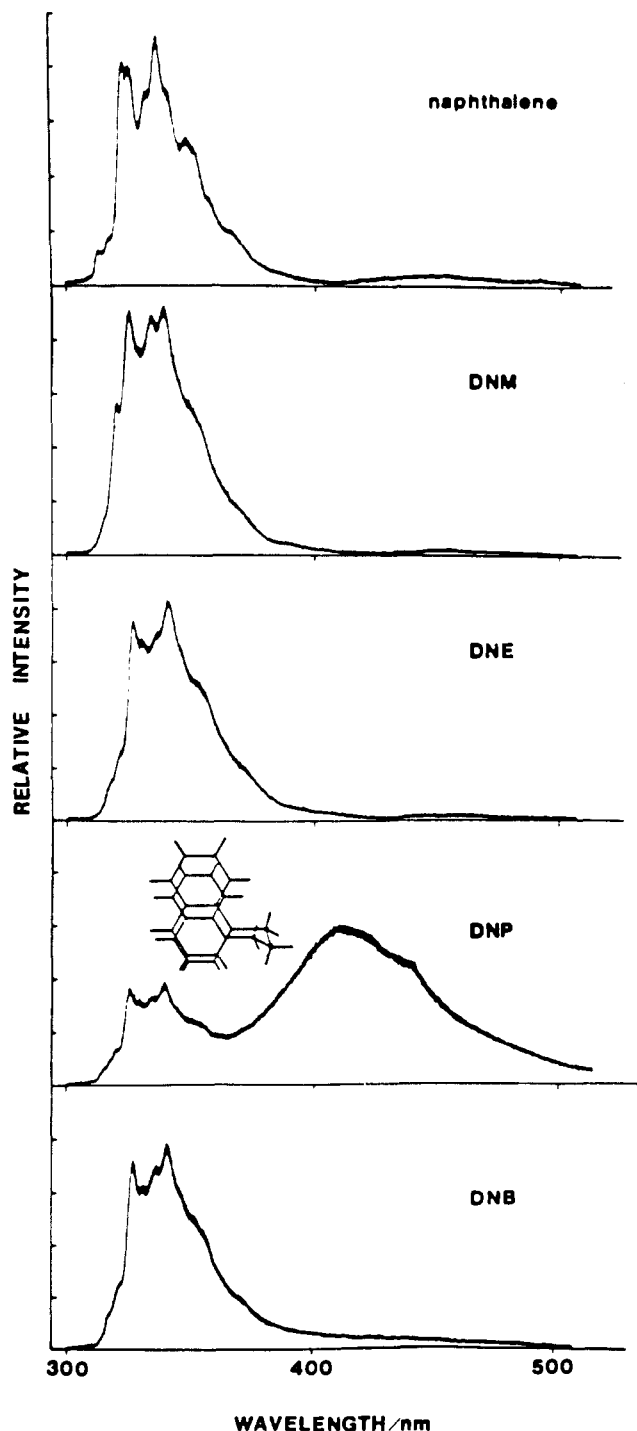 naphthalene
DNM
DNE
DNP
DNB
RELATIVE INTENSITY
300 400 500
WAVELENGTH/nm